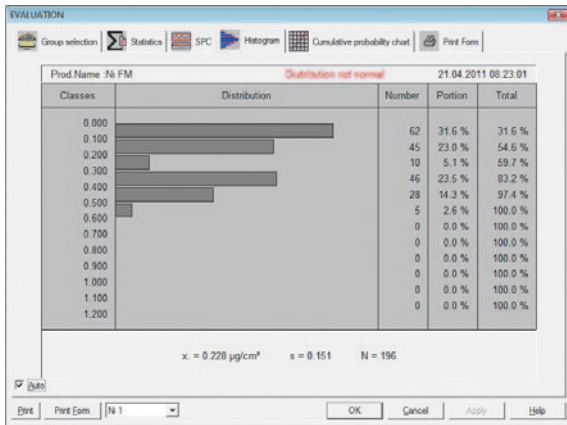 EVALUATION
Group selection Statistics SPC Histogram Cumulative probability chart Print Form
Prod.Name :Ni FM Distribution not normal 21.04.2011 08:23:01
Classes Distribution Number Portion Total
0.000
62 31.6 % 31.6 %
0.100
45 23.0 % 54.6 %
0.200
10 5.1 % 59.7 %
0.300
46 23.5 % 83.2 %
0.400
28 14.3 % 97.4 %
0.500
5 2.6 % 100.0 %
0.600
0 0.0 % 100.0 %
0.700
0 0.0 % 100.0 %
0.800
0 0.0 % 100.0 %
0.900
0 0.0 % 100.0 %
1.000
0 0.0 % 100.0 %
1.100
0 0.0 % 100.0 %
1.200
x. = 0.228 µg/cm² s = 0.151 N = 196
Auto
Print Print Form Ni 1 OK Cancel Apply Help